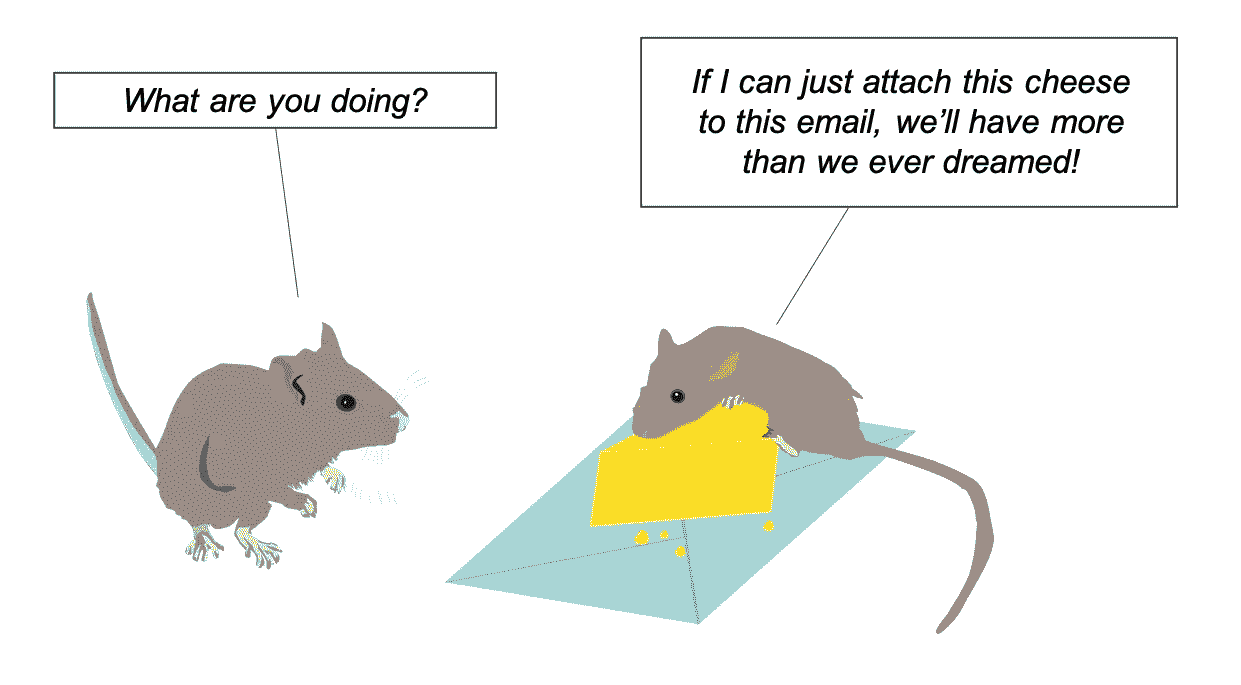 What are you doing?
If I can just attach this cheese
to this email, we’ll have more
than we ever dreamed!